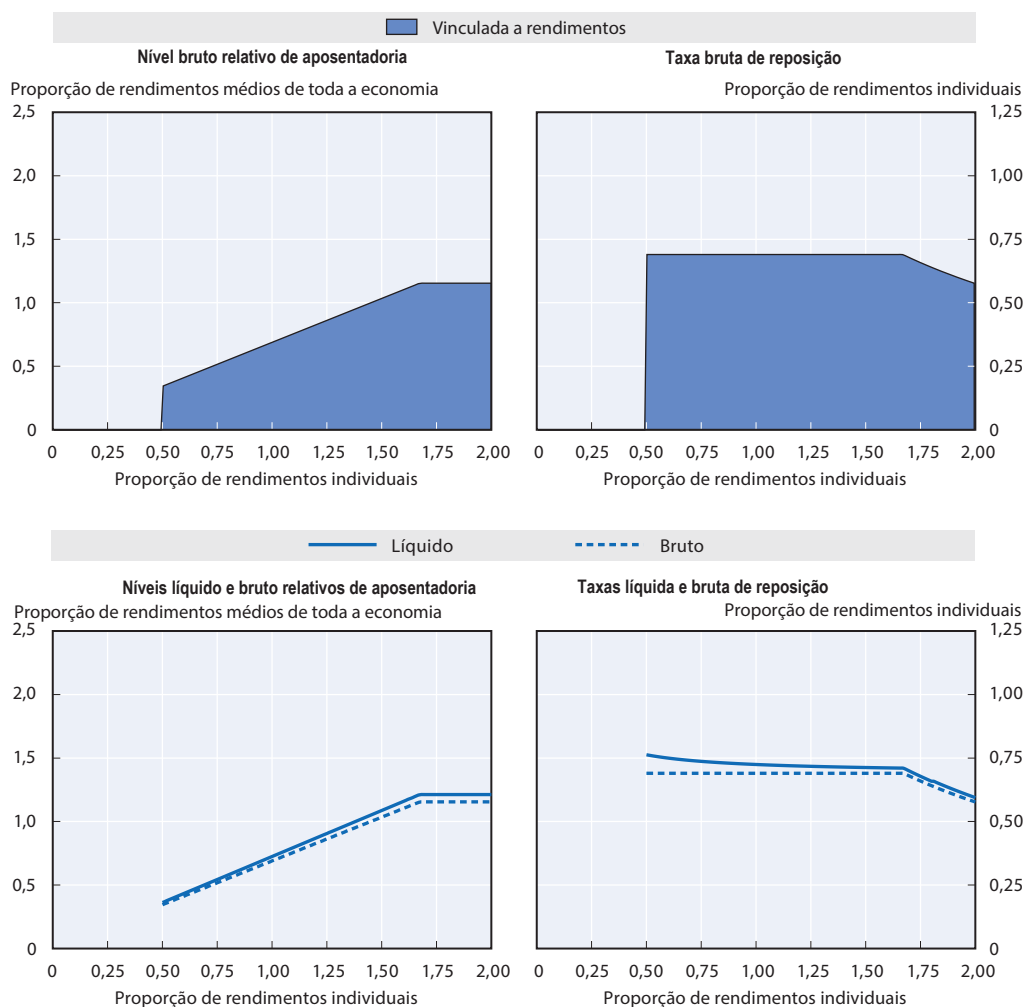 Vinculada a rendimentos
Nível bruto relativo de aposentadoria
Taxa bruta de reposição
Proporção de rendimentos médios de toda a economia
Proporção de rendimentos individuais
2,5
2,0
1,5
1,0
0,5
0
1,25
1,00
0,75
0,50
0,25
0
0 0,25 0,50 0,75 1,00 1,25 1,50 1,75 2,00
0 0,25 0,50 0,75 1,00 1,25 1,50 1,75 2,00
Proporção de rendimentos individuais
Proporção de rendimentos individuais
Líquido Bruto
Níveis líquido e bruto relativos de aposentadoria
Taxas líquida e bruta de reposição
Proporção de rendimentos médios de toda a economia
Proporção de rendimentos individuais
2,5
2,0
1,5
1,0
0,5
0
1,25
1,00
0,75
0,50
0,25
0
0 0,25 0,50 0,75 1,00 1,25 1,50 1,75 2,00
0 0,25 0,50 0,75 1,00 1,25 1,50 1,75 2,00
Proporção de rendimentos individuais
Proporção de rendimentos individuais